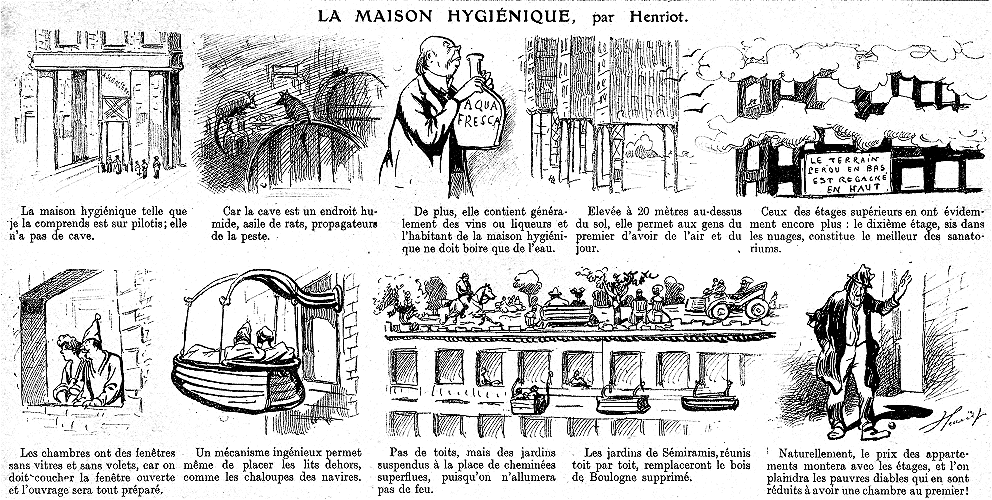 LA MAISON HYGIÉNIQUE, par Henriot.
AQUA
FRESCA
LE TERRAIN
PERDU EN BAS
EST REGAGNÉ
EN HAUT
La maison hygiénique telle que
je la comprends est sur pilotis; elle
n'a pas de cave.
Car la cave est un endroit hu-
mide, asile de rats, propagateurs
de la peste.
De plus, elle contient généra-
lement des vins ou liqueurs et
l'habitant de la maison hygiéni-
que ne doit boire que de l'eau.
Elevée à 20 mètres au-dessus
du sol, elle permet aux gens du
premier d'avoir de l'air et du
jour.
Ceux des étages supérieurs en ont évidem-
ment encore plus : le dixième étage, sis dans
les nuages, constitue le meilleur des sanato-
riums.
Les chambres ont des fenêtres
sans vitres et sans volets, car on
doit coucher la fenêtre ouverte
et l'ouvrage sera tout préparé.
Un mécanisme ingénieux permet
même de placer les lits dehors,
comme les chaloupes des navires.
Pas de toits, mais des jardins
suspendus à la place de cheminées
superflues, puisqu'on n'allumera
pas de feu.
Les jardins de Sémiramis, réunis
toit par toit, remplaceront le bois
de Boulogne supprimé.
Henriot
Naturellement, le prix des apparte-
ments montera avec les étages, et l'on
plaindra les pauvres diables qui en sont
réduits à avoir une chambre au premier!